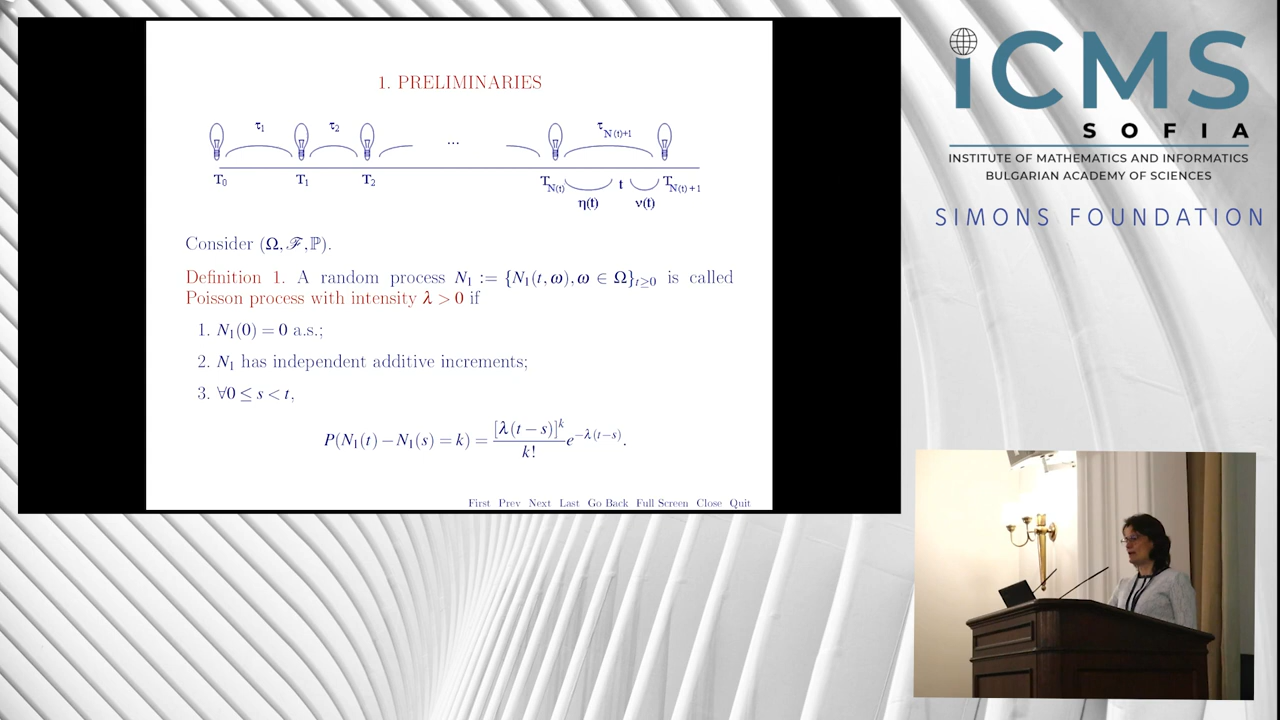 1. PRELIMINARIES
τ1 τ2 ... τN(t)+1
T0 T1 T2 TN(t) t TN(t)+1
η(t) ν(t)
Consider (Ω, ℱ, ℙ).
Definition 1. A random process N₁ := {N₁(t, ω), ω ∈ Ω}t≥0 is called
Poisson process with intensity λ > 0 if
1. N₁(0) = 0 a.s.;
2. N₁ has independent additive increments;
3. ∀0 ≤ s < t,
P(N₁(t) − N₁(s) = k) = [λ(t − s)]^k / k! e^−λ(t−s).
First Prev Next Last Go Back Full Screen Close Quit
iCMS
SOFIA
INSTITUTE OF MATHEMATICS AND INFORMATICS
BULGARIAN ACADEMY OF SCIENCES
SIMONS FOUNDATION